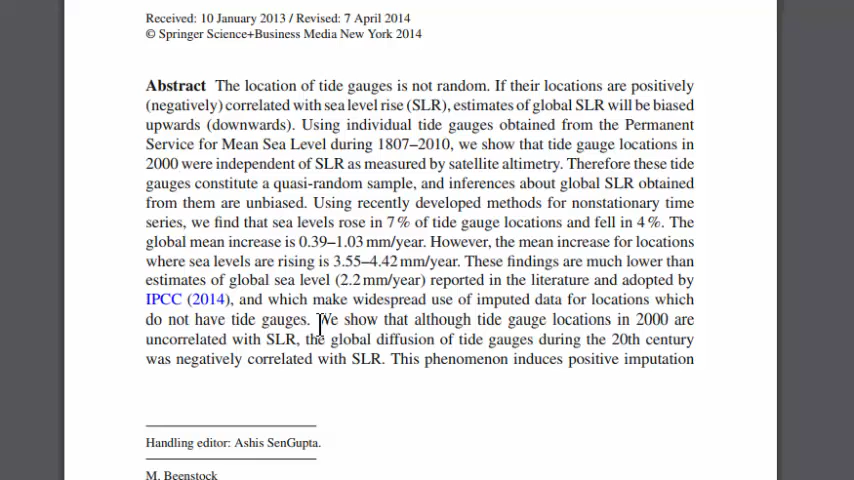 Received: 10 January 2013 / Revised: 7 April 2014
© Springer Science+Business Media New York 2014
Abstract The location of tide gauges is not random. If their locations are positively
(negatively) correlated with sea level rise (SLR), estimates of global SLR will be biased
upwards (downwards). Using individual tide gauges obtained from the Permanent
Service for Mean Sea Level during 1807–2010, we show that tide gauge locations in
2000 were independent of SLR as measured by satellite altimetry. Therefore these tide
gauges constitute a quasi-random sample, and inferences about global SLR obtained
from them are unbiased. Using recently developed methods for nonstationary time
series, we find that sea levels rose in 7 % of tide gauge locations and fell in 4 %. The
global mean increase is 0.39–1.03 mm/year. However, the mean increase for locations
where sea levels are rising is 3.55–4.42 mm/year. These findings are much lower than
estimates of global sea level (2.2 mm/year) reported in the literature and adopted by
IPCC (2014), and which make widespread use of imputed data for locations which
do not have tide gauges. We show that although tide gauge locations in 2000 are
uncorrelated with SLR, the global diffusion of tide gauges during the 20th century
was negatively correlated with SLR. This phenomenon induces positive imputation
Handling editor: Ashis SenGupta.
M. Beenstock